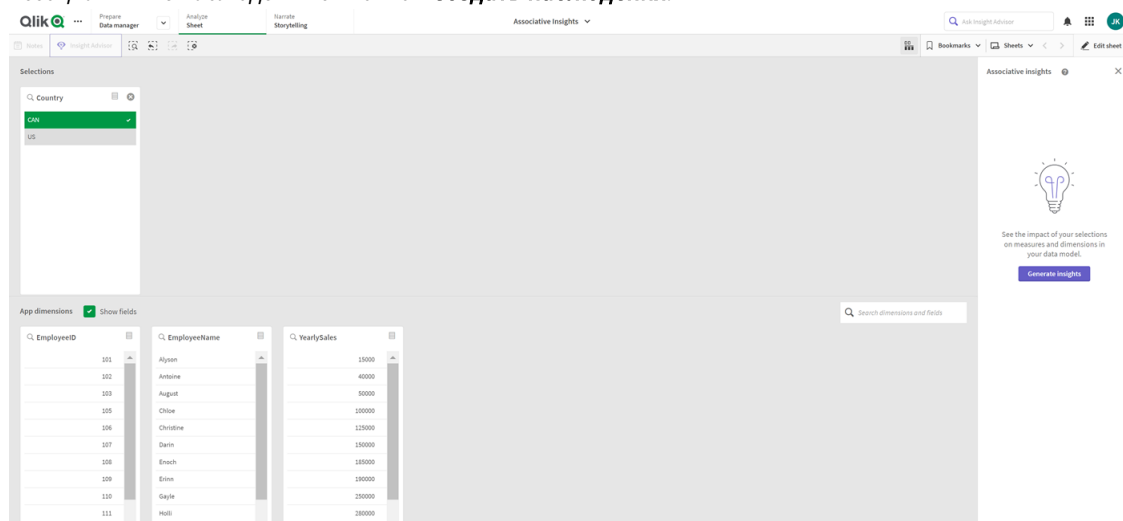 Создать наблюдения.
Qlik
Prepare
Data manager
Analyze
Sheet
Narrate
Storytelling
Associative Insights
Ask Insight Advisor
JK
Notes
Insight Advisor
Bookmarks
Sheets
Edit sheet
Selections
Country
CAN
US
Associative insights
See the impact of your selections
on measures and dimensions in
your data model.
Generate insights
App dimensions
Show fields
Search dimensions and fields
EmployeeID
101
102
103
105
106
107
108
109
110
111
EmployeeName
Alyson
Antoine
August
Chloe
Christine
Darin
Enoch
Erinn
Gayle
Holli
YearlySales
15000
40000
50000
100000
125000
150000
185000
190000
250000
280000